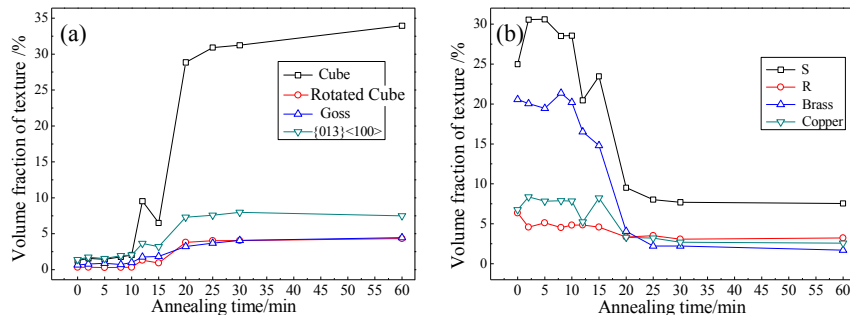 (a)
Volume fraction of texture /%
35
30
25
20
15
10
5
0
Cube
Rotated Cube
Goss
{013}<100>
0 5 10 15 20 25 30 35 40 45 50 55 60
Annealing time/min
(b)
Volume fraction of texture /%
30
25
20
15
10
5
0
S
R
Brass
Copper
0 5 10 15 20 25 30 35 40 45 50 55 60
Annealing time/min